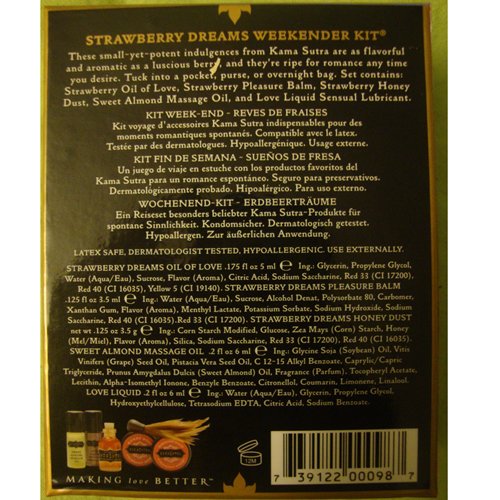 STRAWBERRY DREAMS WEEKENDER KIT®
These small-yet-potent indulgences from Kama Sutra are as flavorful
and aromatic as a luscious berry, and they're ripe for romance any time
you desire. Tuck into a pocket, purse, or overnight bag. Set contains:
Strawberry Oil of Love, Strawberry Pleasure Balm, Strawberry Honey
Dust, Sweet Almond Massage Oil, and Love Liquid Sensual Lubricant.
KIT WEEK-END - REVES DE FRAISES
Kit voyage d'accessoires Kama Sutra indispensables pour des
moments romantiques spontanés. Compatible avec le latex.
Testée par des dermatologues. Hypoallergénique. Usage externe.
KIT FIN DE SEMANA - SUEÑOS DE FRESA
Un juego de viaje en estuche con los productos favoritos del
Kama Sutra para un romance espontáneo. Seguro para preservativos.
Dermatológicamente probado. Hipoalérgico. Para uso externo.
WOCHENEND-KIT - ERDBEERTRÄUME
Ein Reiseset besonders beliebter Kama Sutra-Produkte für
spontane Sinnlichkeit. Kondomsicher. Dermatologisch getestet.
Hypoallergen. Zur äußerlichen Anwendung.
LATEX SAFE, DERMATOLOGIST TESTED, HYPOALLERGENIC. USE EXTERNALLY.
STRAWBERRY DREAMS OIL OF LOVE .175 fl oz 5 ml ℮ Ing.: Glycerin, Propylene Glycol,
Water (Aqua/Eau), Sucrose, Flavor (Aroma), Citric Acid, Sodium Saccharine, Red 33 (CI 17200).
Red 40 (CI 16035), Yellow 5 (CI 19140). STRAWBERRY DREAMS PLEASURE BALM
.125 fl oz 3.5 ml ℮ Ing.: Water (Aqua/Eau), Sucrose, Alcohol Denat, Polysorbate 80, Carbomer,
Xanthan Gum, Flavor (Aroma), Menthyl Lactate, Potassium Sorbate, Sodium Hydroxide, Sodium
Saccharine, Red 40 (CI 16035).Red 33 (CI 17200). STRAWBERRY DREAMS HONEY DUST
net wt .125 oz 3.5 g ℮ Ing.: Corn Starch Modified, Glucose, Zea Mays (Corn) Starch, Honey
(Mel/Miel), Flavor (Aroma), Silica, Sodium Saccharine, Red 33 (CI 17200), Red 40 (CI 16035).
SWEET ALMOND MASSAGE OIL .2 fl oz 6 ml ℮ Ing.: Glycine Soja (Soybean) Oil, Vitis
Vinifera (Grape) Seed Oil, Pistacia Vera Seed Oil, C 12-15 Alkyl Benzoate, Caprylic/Capric
Triglyceride, Prunus Amygdalus Dulcis (Sweet Almond) Oil, Fragrance (Parfum), Tocopheryl Acetate,
Lecithin, Alpha-Isomethyl Ionone, Benzyle Benzoate, Citronellol, Coumarin, Limonene, Linalool.
LOVE LIQUID .2 fl oz 6 ml ℮ Ing.: Water (Aqua/Eau), Glycerin, Propylene Glycol,
Hydroxyethylcellulose, Tetrasodium EDTA, Citric Acid, Sodium Benzoate.
12M
MAKING love BETTER™
7 39122 00098 7